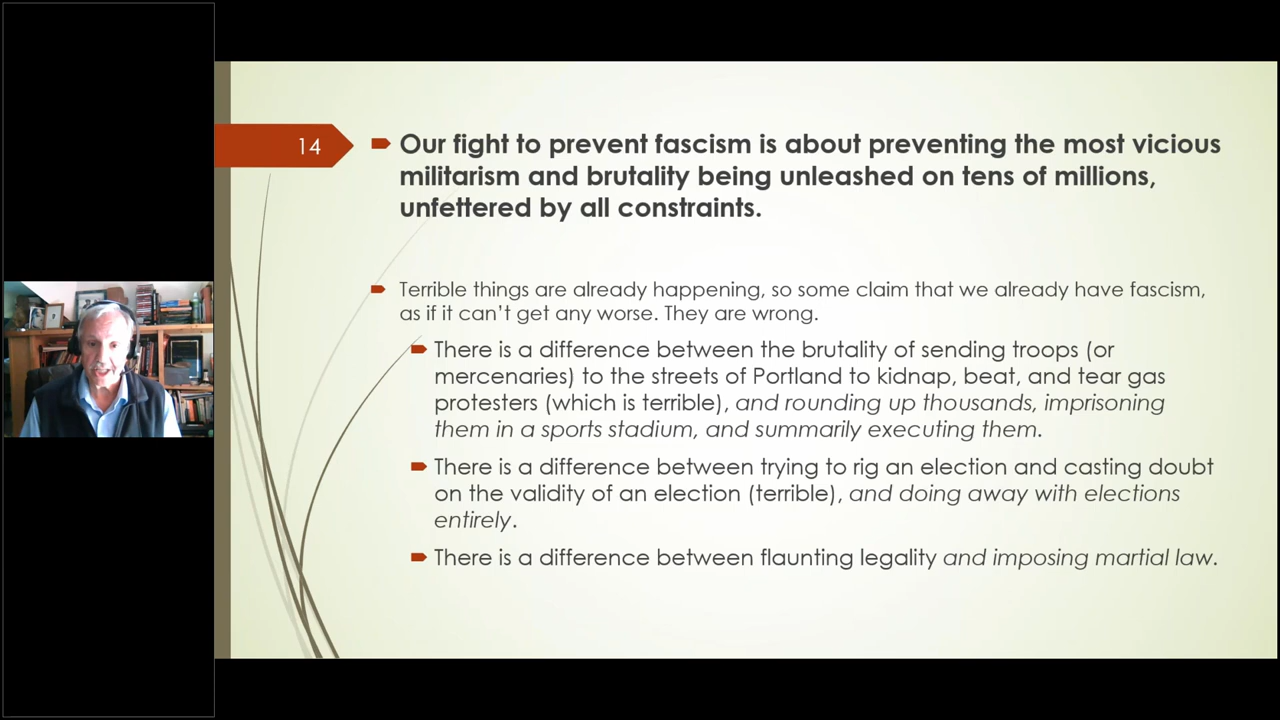 14
Our fight to prevent fascism is about preventing the most vicious
militarism and brutality being unleashed on tens of millions,
unfettered by all constraints.
Terrible things are already happening, so some claim that we already have fascism,
as if it can't get any worse. They are wrong.
There is a difference between the brutality of sending troops (or
mercenaries) to the streets of Portland to kidnap, beat, and tear gas
protesters (which is terrible), and rounding up thousands, imprisoning
them in a sports stadium, and summarily executing them.
There is a difference between trying to rig an election and casting doubt
on the validity of an election (terrible), and doing away with elections
entirely.
There is a difference between flaunting legality and imposing martial law.